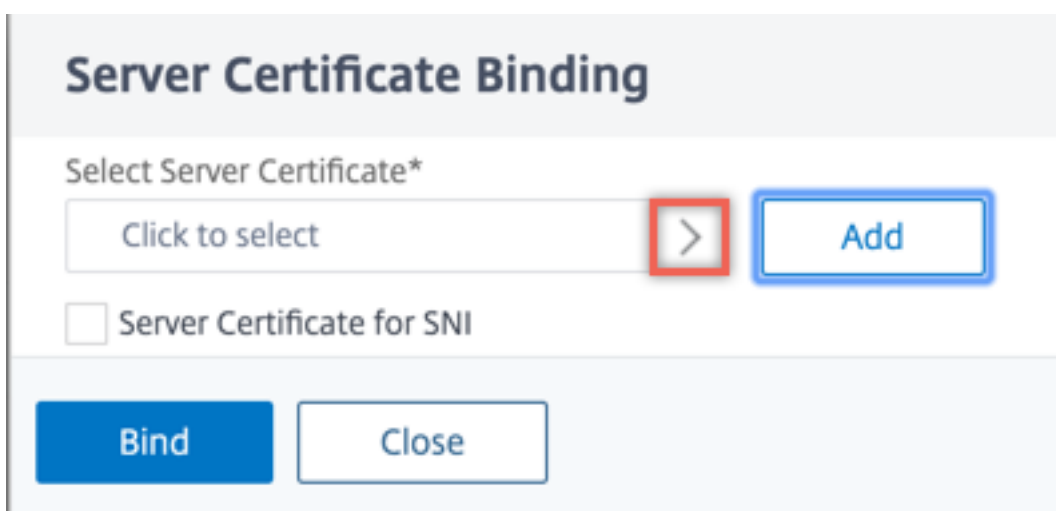 Server Certificate Binding
Select Server Certificate*
Click to select
Add
Server Certificate for SNI
Bind
Close